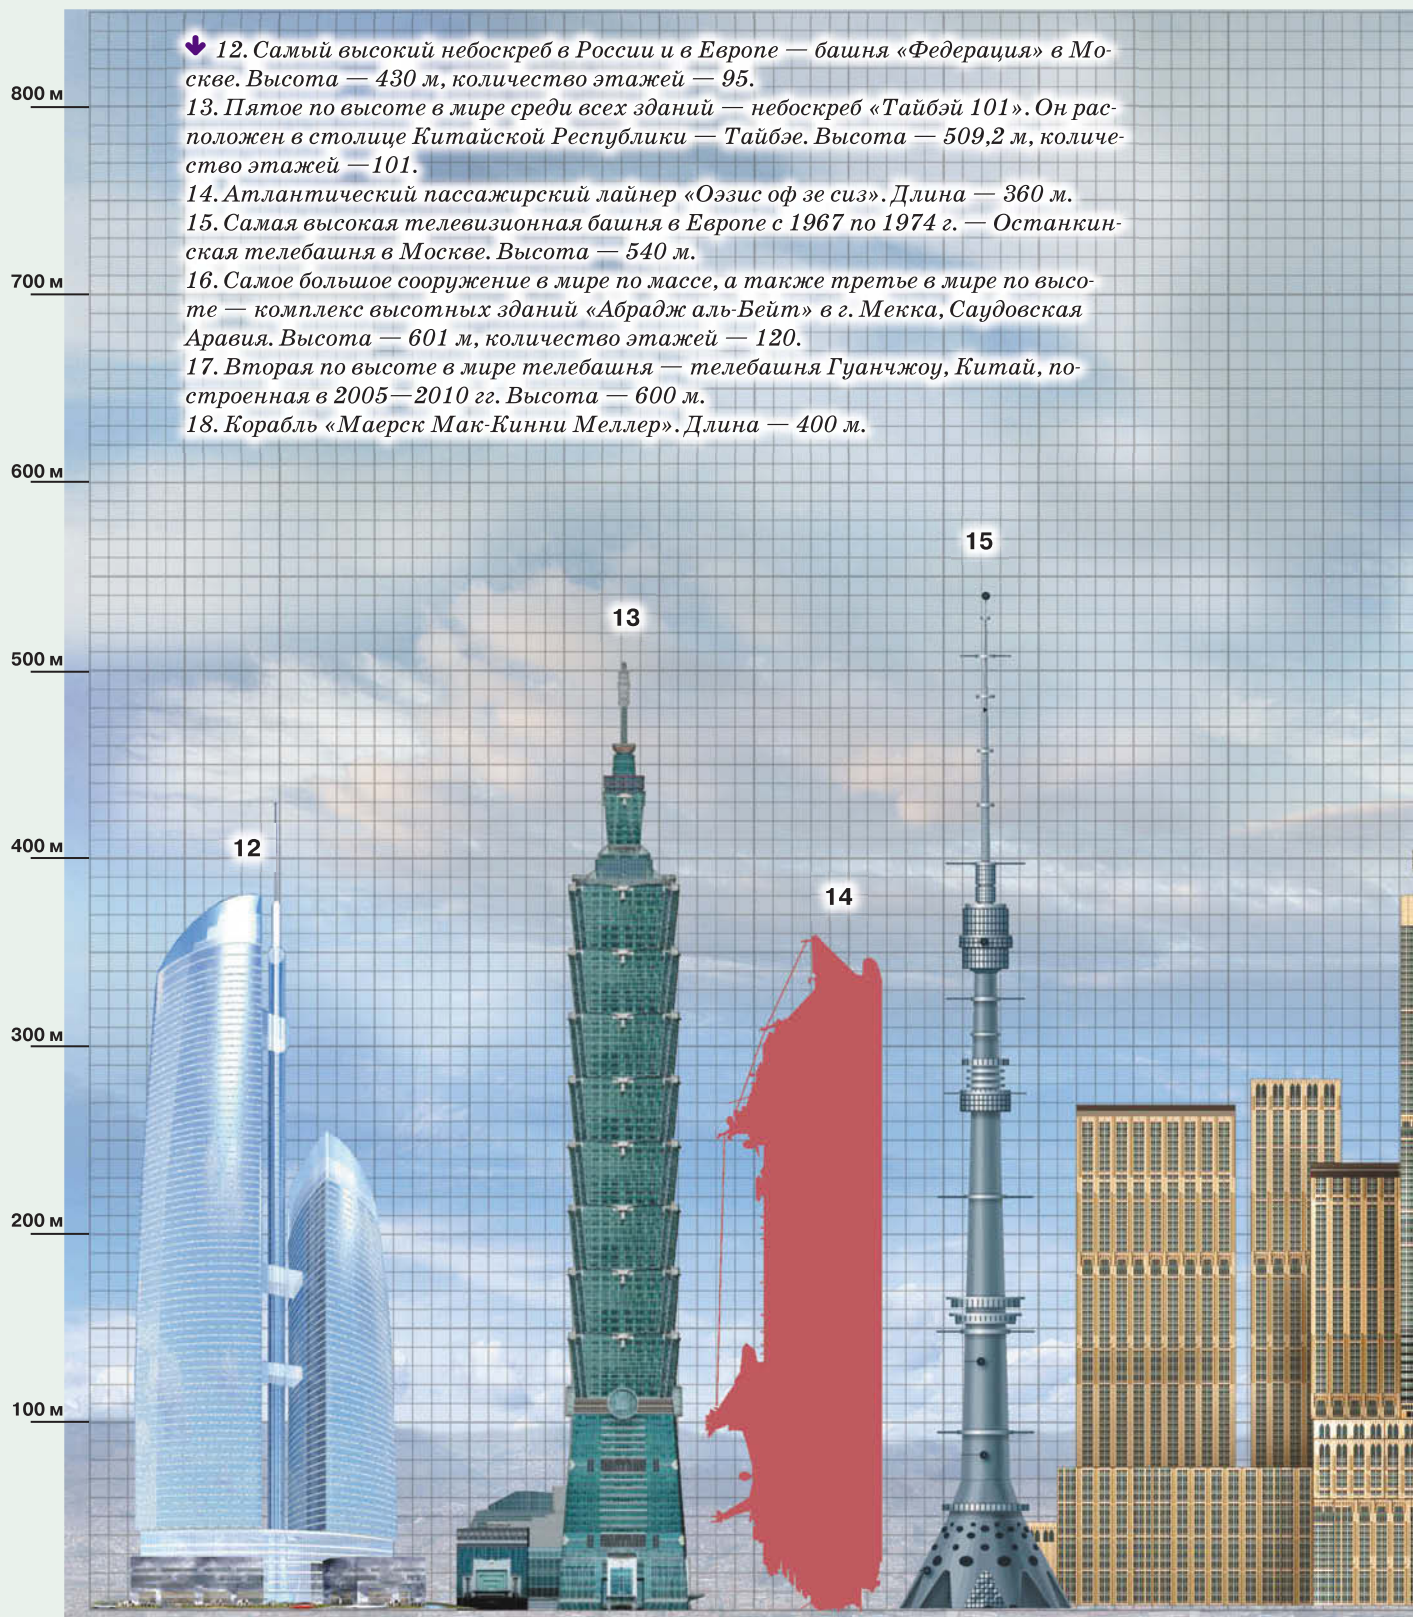 12. Самый высокий небоскреб в России и в Европе — башня «Федерация» в Мо-
скве. Высота — 430 м, количество этажей — 95.
13. Пятое по высоте в мире среди всех зданий — небоскреб «Тайбэй 101». Он рас-
положен в столице Китайской Республики — Тайбэе. Высота — 509,2 м, количе-
ство этажей —101.
14. Атлантический пассажирский лайнер «Оэзис оф зе сиз». Длина — 360 м.
15. Самая высокая телевизионная башня в Европе с 1967 по 1974 г. — Останкин-
ская телебашня в Москве. Высота — 540 м.
16. Самое большое сооружение в мире по массе, а также третье в мире по высо-
те — комплекс высотных зданий «Абрадж аль-Бейт» в г. Мекка, Саудовская
Аравия. Высота — 601 м, количество этажей — 120.
17. Вторая по высоте в мире телебашня — телебашня Гуанчжоу, Китай, по-
строенная в 2005—2010 гг. Высота — 600 м.
18. Корабль «Маерск Мак-Кинни Меллер». Длина — 400 м.
800 м
700 м
600 м
500 м
400 м
300 м
200 м
100 м
12
13
14
15